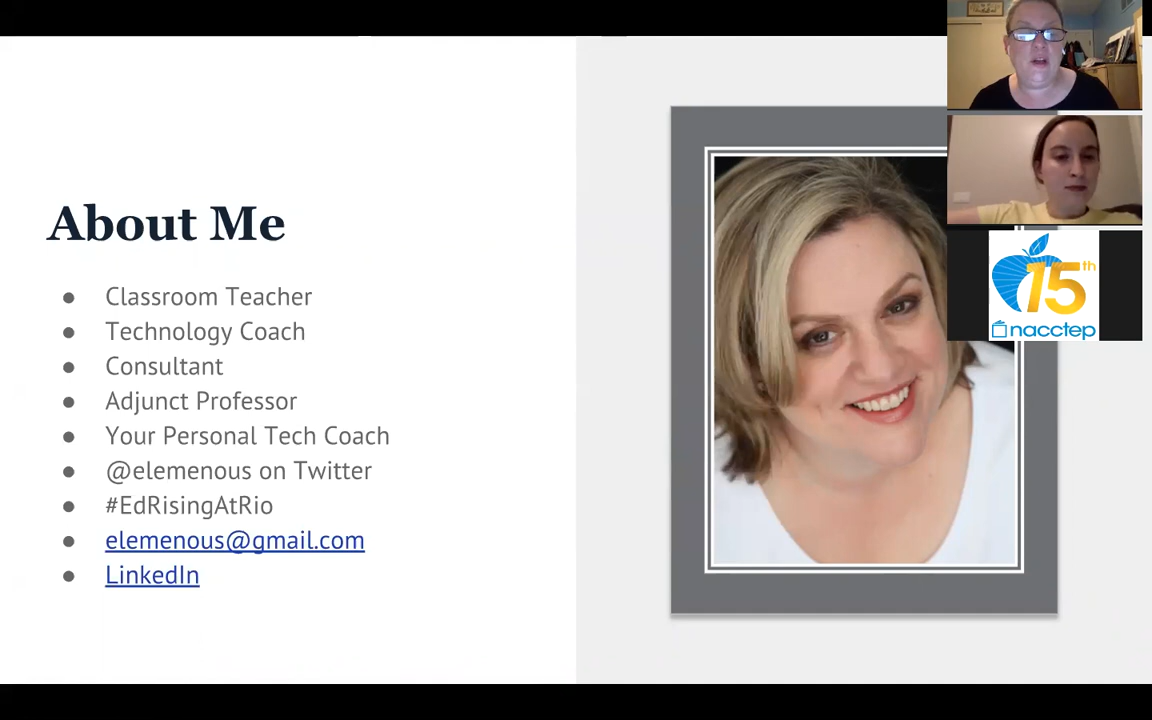 About Me
Classroom Teacher
Technology Coach
Consultant
Adjunct Professor
Your Personal Tech Coach
@elemenous on Twitter
#EdRisingAtRio
elemenous@gmail.com
LinkedIn
15th
nacctep